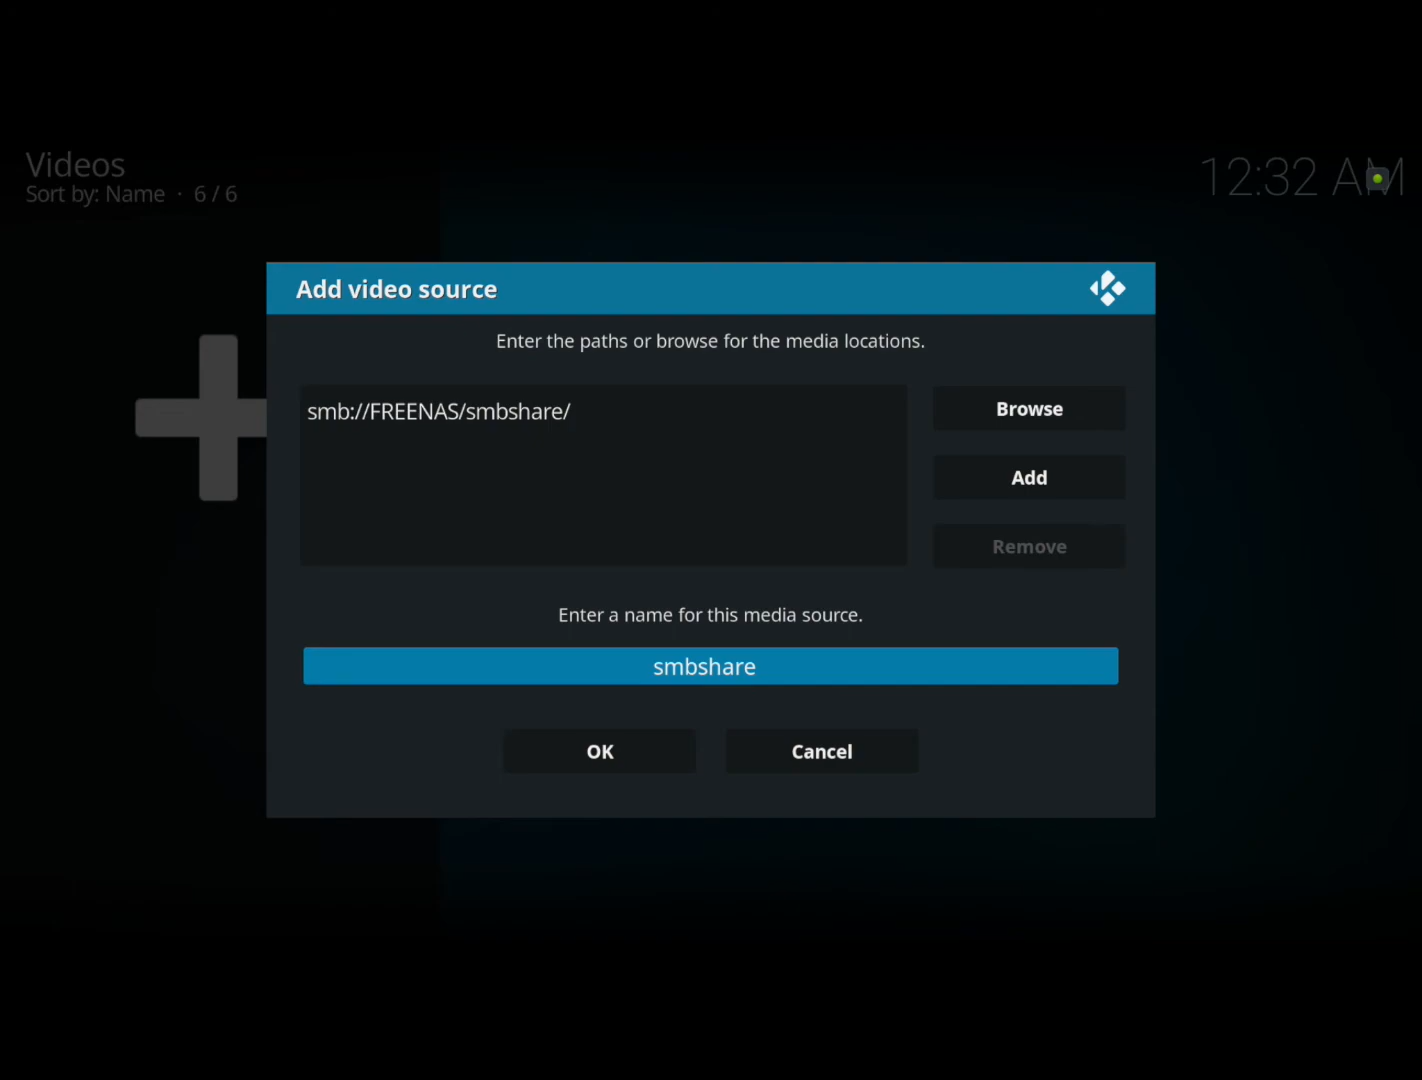 Videos
Sort by: Name · 6 / 6
12:32 AM
Add video source
Enter the paths or browse for the media locations.
smb://FREENAS/smbshare/
Browse
Add
Remove
Enter a name for this media source.
smbshare
OK
Cancel